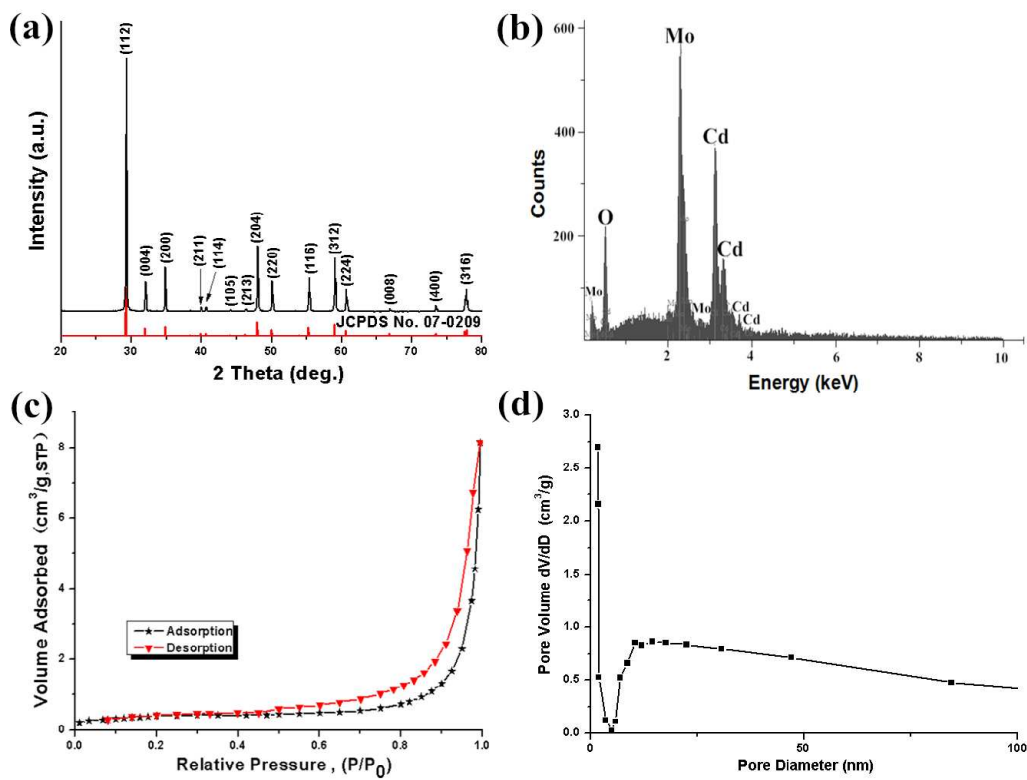 (a)
Intensity (a.u.)
(112)
(004)
(200)
(211)
(114)
(105)
(213)
(204)
(220)
(116)
(312)
(224)
(008)
(400)
(316)
JCPDS No. 07-0209
20 30 40 50 60 70 80
2 Theta (deg.)
(b)
Counts
600
400
200
Mo
Cd
O
Cd
Mo
Mo
Cd
Cd
2 4 6 8 10
Energy (keV)
(c)
Volume Adsorbed (cm³/g,STP)
8
6
4
2
0
Adsorption
Desorption
0.0 0.2 0.4 0.6 0.8 1.0
Relative Pressure , (P/P₀)
(d)
Pore Volume dV/dD (cm³/g)
3.0
2.5
2.0
1.5
1.0
0.5
0.0
0 50 100
Pore Diameter (nm)